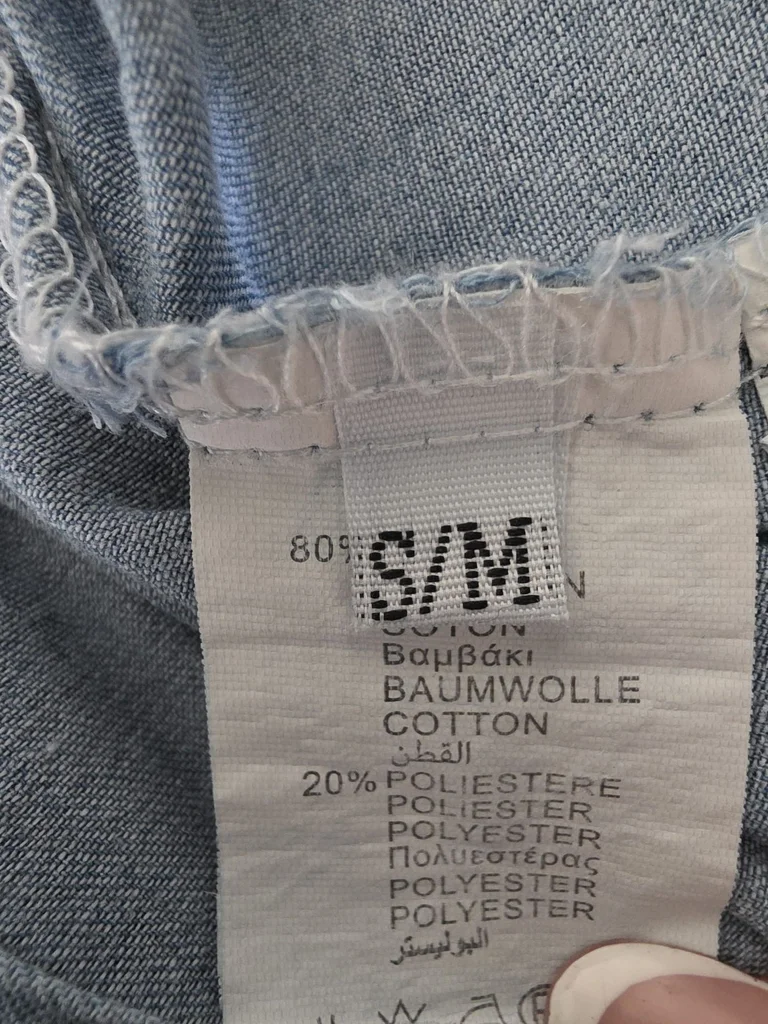 S/M
80%
Βαμβάκι
BAUMWOLLE
COTTON
القطن
20% POLIESTERE
POLIESTER
POLYESTER
Πολυεστέρας
POLYESTER
POLYESTER
البوليستر